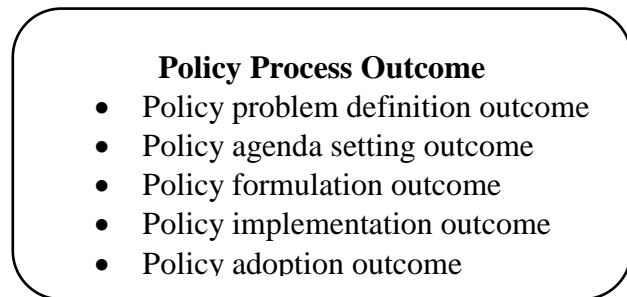 Policy Process Outcome
• Policy problem definition outcome
• Policy agenda setting outcome
• Policy formulation outcome
• Policy implementation outcome
• Policy adoption outcome